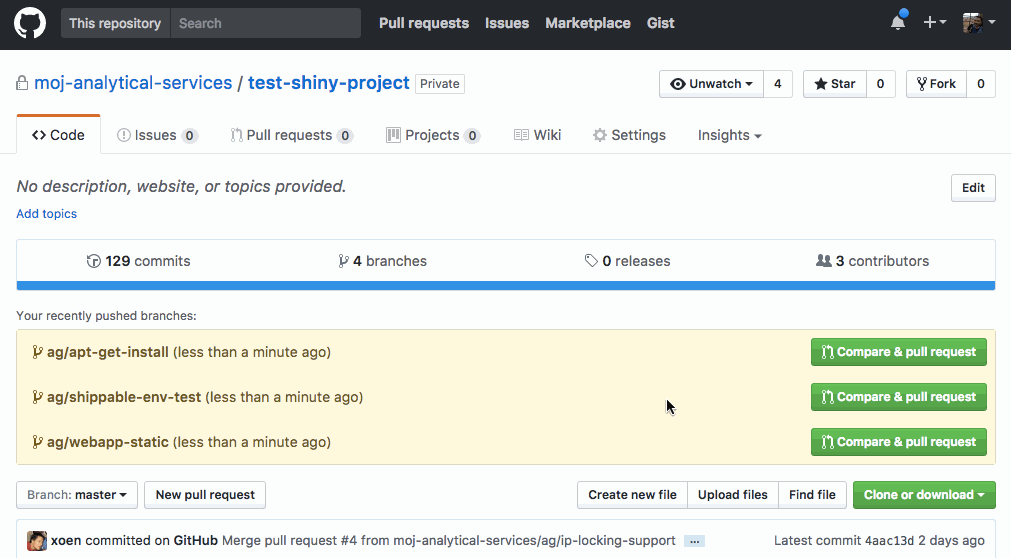 This repository Search Pull requests Issues Marketplace Gist
moj-analytical-services / test-shiny-project Private Unwatch 4 Star 0 Fork 0
Code Issues 0 Pull requests 0 Projects 0 Wiki Settings Insights
No description, website, or topics provided. Edit
Add topics
129 commits 4 branches 0 releases 3 contributors
Your recently pushed branches:
ag/apt-get-install (less than a minute ago) Compare & pull request
ag/shippable-env-test (less than a minute ago) Compare & pull request
ag/webapp-static (less than a minute ago) Compare & pull request
Branch: master New pull request Create new file Upload files Find file Clone or download
xoen committed on GitHub Merge pull request #4 from moj-analytical-services/ag/ip-locking-support … Latest commit 4aac13d 2 days ago